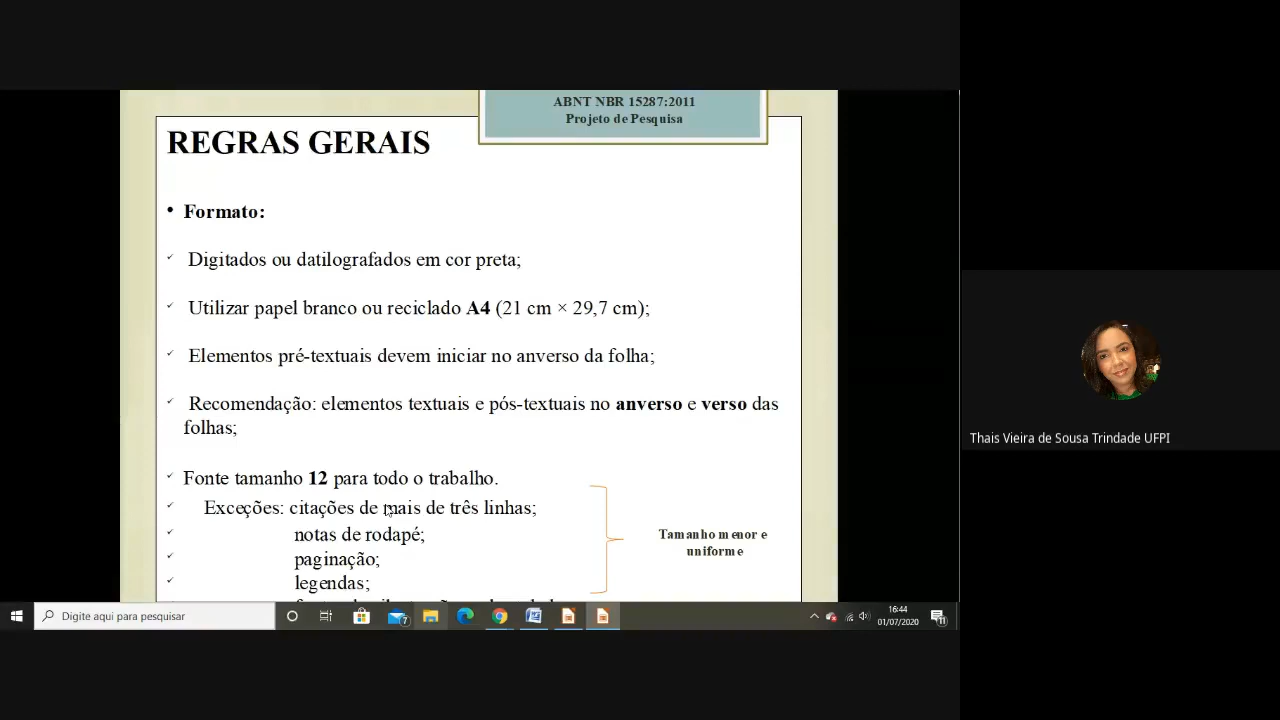 ABNT NBR 15287:2011
Projeto de Pesquisa
REGRAS GERAIS
• Formato:
✓ Digitados ou datilografados em cor preta;
✓ Utilizar papel branco ou reciclado A4 (21 cm × 29,7 cm);
✓ Elementos pré-textuais devem iniciar no anverso da folha;
✓ Recomendação: elementos textuais e pós-textuais no anverso e verso das
folhas;
✓ Fonte tamanho 12 para todo o trabalho.
✓ Exceções: citações de mais de três linhas;
✓ notas de rodapé;
✓ paginação;
✓ legendas;
Tamanho menor e
uniforme
Thais Vieira de Sousa Trindade UFPI
Digite aqui para pesquisar
7
16:44
01/07/2020
11